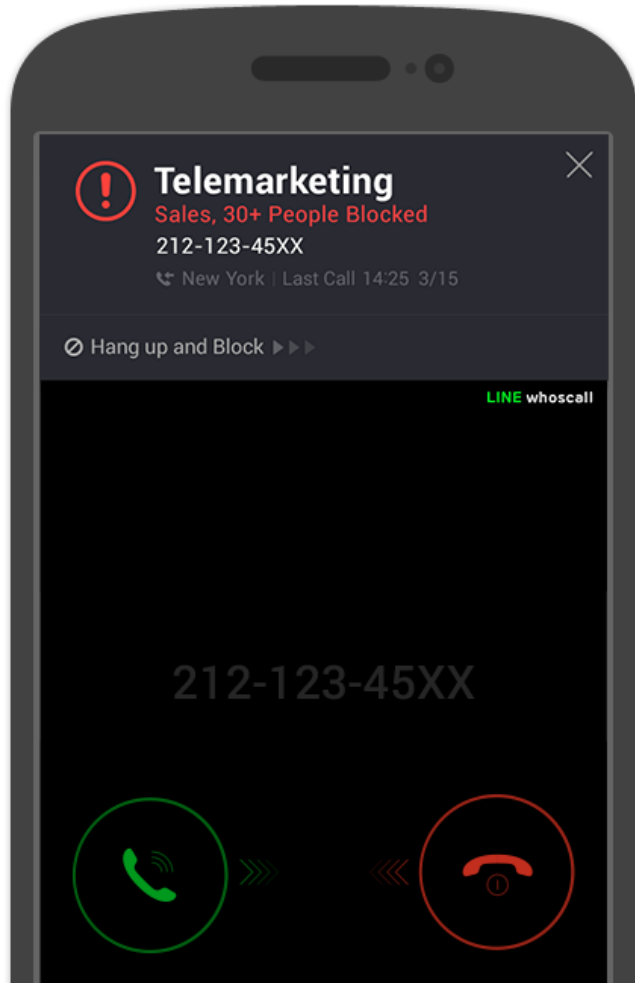 Telemarketing
Sales, 30+ People Blocked
212-123-45XX
New York | Last Call 14:25 3/15
Hang up and Block
LINE whoscall
212-123-45XX